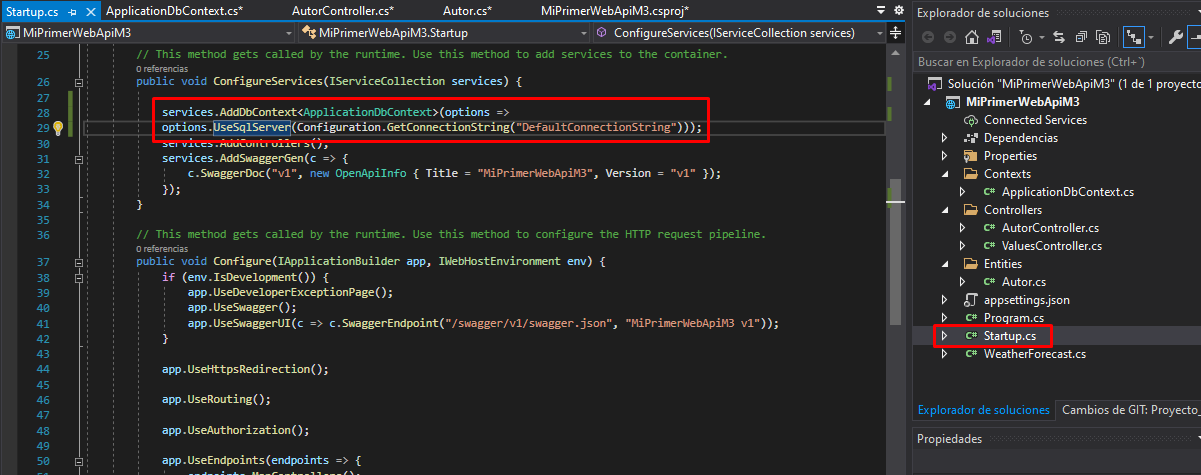 Startup.cs
ApplicationDbContext.cs*
AutorController.cs*
Autor.cs*
MiPrimerWebApiM3.csproj*
MiPrimerWebApiM3
MiPrimerWebApiM3.Startup
ConfigureServices(IServiceCollection services)
25 // This method gets called by the runtime. Use this method to add services to the container.
0 referencias
26 public void ConfigureServices(IServiceCollection services) {
27
28 services.AddDbContext<ApplicationDbContext>(options =>
29 options.UseSqlServer(Configuration.GetConnectionString("DefaultConnectionString")));
30 services.AddControllers();
31 services.AddSwaggerGen(c => {
32 c.SwaggerDoc("v1", new OpenApiInfo { Title = "MiPrimerWebApiM3", Version = "v1" });
33 });
34 }
35
36 // This method gets called by the runtime. Use this method to configure the HTTP request pipeline.
0 referencias
37 public void Configure(IApplicationBuilder app, IWebHostEnvironment env) {
38 if (env.IsDevelopment()) {
39 app.UseDeveloperExceptionPage();
40 app.UseSwagger();
41 app.UseSwaggerUI(c => c.SwaggerEndpoint("/swagger/v1/swagger.json", "MiPrimerWebApiM3 v1"));
42 }
43
44 app.UseHttpsRedirection();
45
46 app.UseRouting();
47
48 app.UseAuthorization();
49
50 app.UseEndpoints(endpoints => {
Explorador de soluciones
Buscar en Explorador de soluciones (Ctrl+´)
Solución "MiPrimerWebApiM3" (1 de 1 proyecto)
MiPrimerWebApiM3
Connected Services
Dependencias
Properties
Contexts
C# ApplicationDbContext.cs
Controllers
C# AutorController.cs
C# ValuesController.cs
Entities
C# Autor.cs
appsettings.json
C# Program.cs
C# Startup.cs
C# WeatherForecast.cs
Explorador de soluciones
Cambios de GIT: Proyecto_
Propiedades